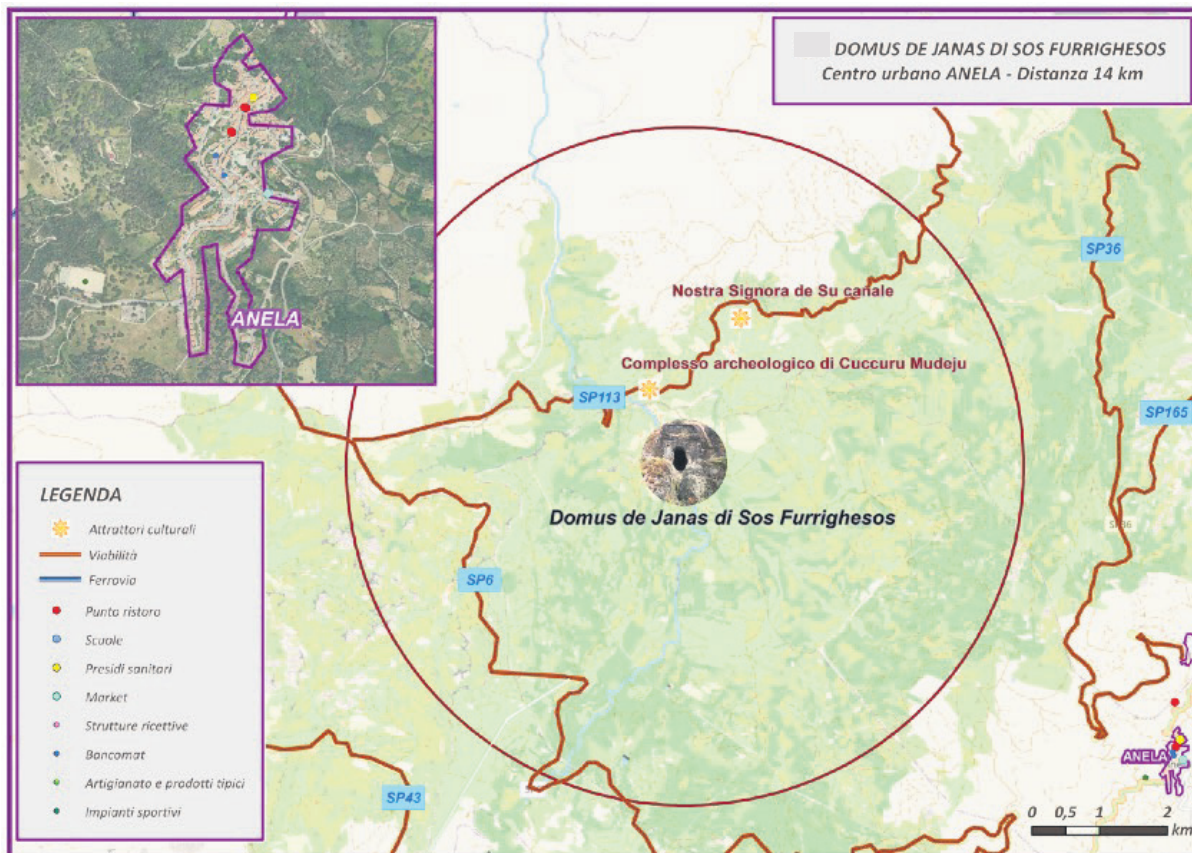 DOMUS DE JANAS DI SOS FURRIGHESOS
Centro urbano ANELA - Distanza 14 km
ANELA
SP36
Nostra Signora de Su canale
Complesso archeologico di Cuccuru Mudeju
SP113
SP165
Domus de Janas di Sos Furrighesos
SP36
SP6
SP43
LEGENDA
Attrattori culturali
Viabilità
Ferrovia
Punto ristoro
Scuole
Presidi sanitari
Market
Strutture ricettive
Bancomat
Artigianato e prodotti tipici
Impianti sportivi
ANELA
0 0,5 1 2
km